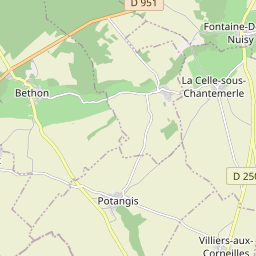 D 951
Fontaine-D
Nuisy
La Celle-sous-
Chantemerle
Bethon
D 250
Potangis
Villiers-aux-
Corneilles